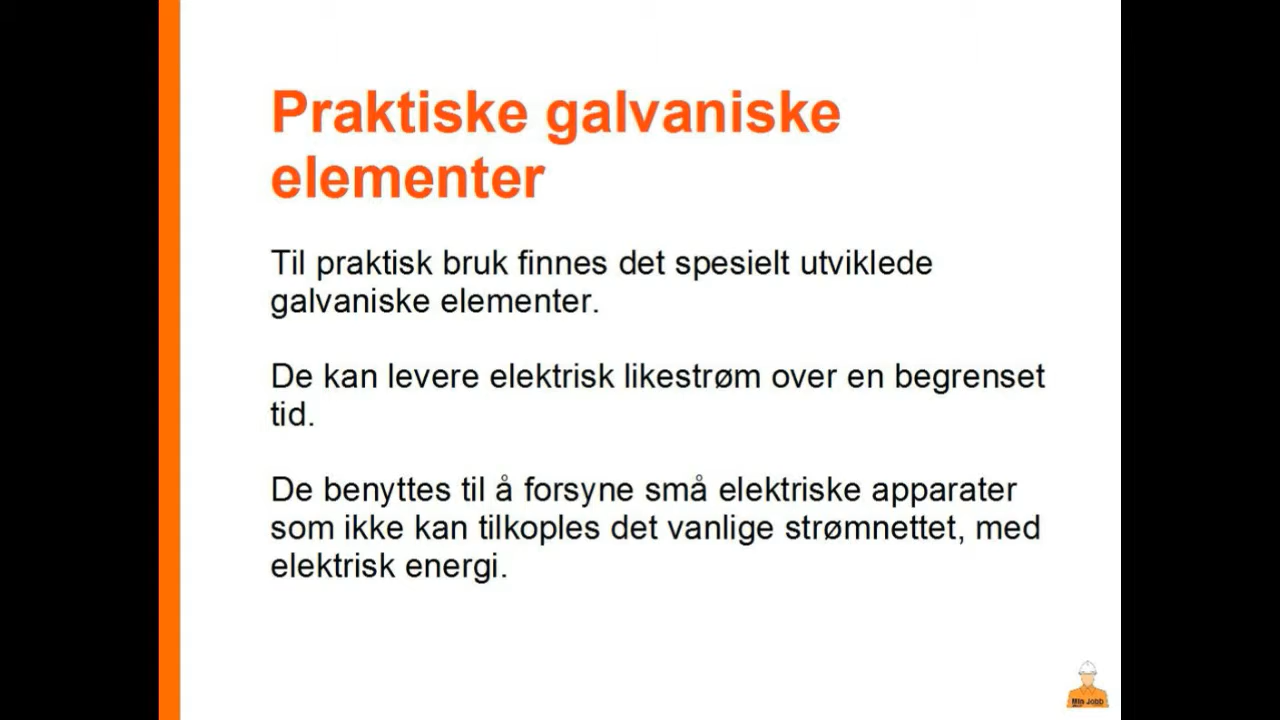 Praktiske galvaniske
elementer
Til praktisk bruk finnes det spesielt utviklede
galvaniske elementer.
De kan levere elektrisk likestrøm over en begrenset
tid.
De benyttes til å forsyne små elektriske apparater
som ikke kan tilkoples det vanlige strømnettet, med
elektrisk energi.
Min Jobb